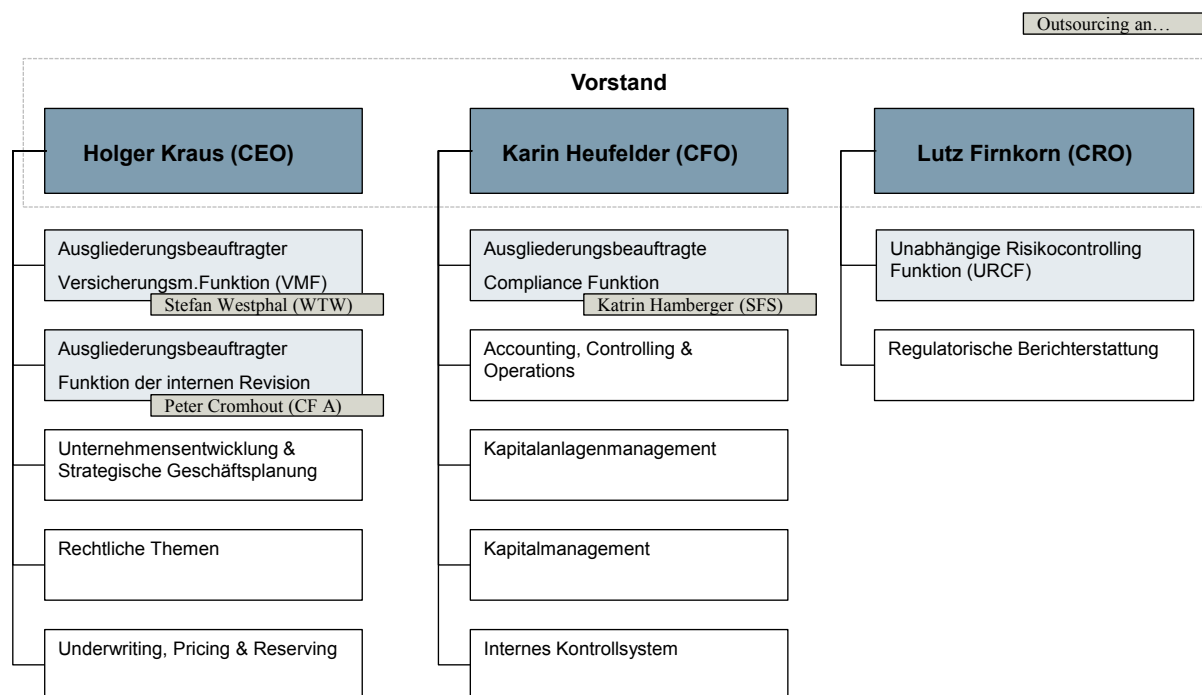 Outsourcing an…
Vorstand
Holger Kraus (CEO)
Karin Heufelder (CFO)
Lutz Firnkorn (CRO)
Ausgliederungsbeauftragter
Versicherungsm.Funktion (VMF)
Stefan Westphal (WTW)
Ausgliederungsbeauftragter
Funktion der internen Revision
Peter Cromhout (CF A)
Unternehmensentwicklung &
Strategische Geschäftsplanung
Rechtliche Themen
Underwriting, Pricing & Reserving
Ausgliederungsbeauftragte
Compliance Funktion
Katrin Hamberger (SFS)
Accounting, Controlling &
Operations
Kapitalanlagenmanagement
Kapitalmanagement
Internes Kontrollsystem
Unabhängige Risikocontrolling
Funktion (URCF)
Regulatorische Berichterstattung